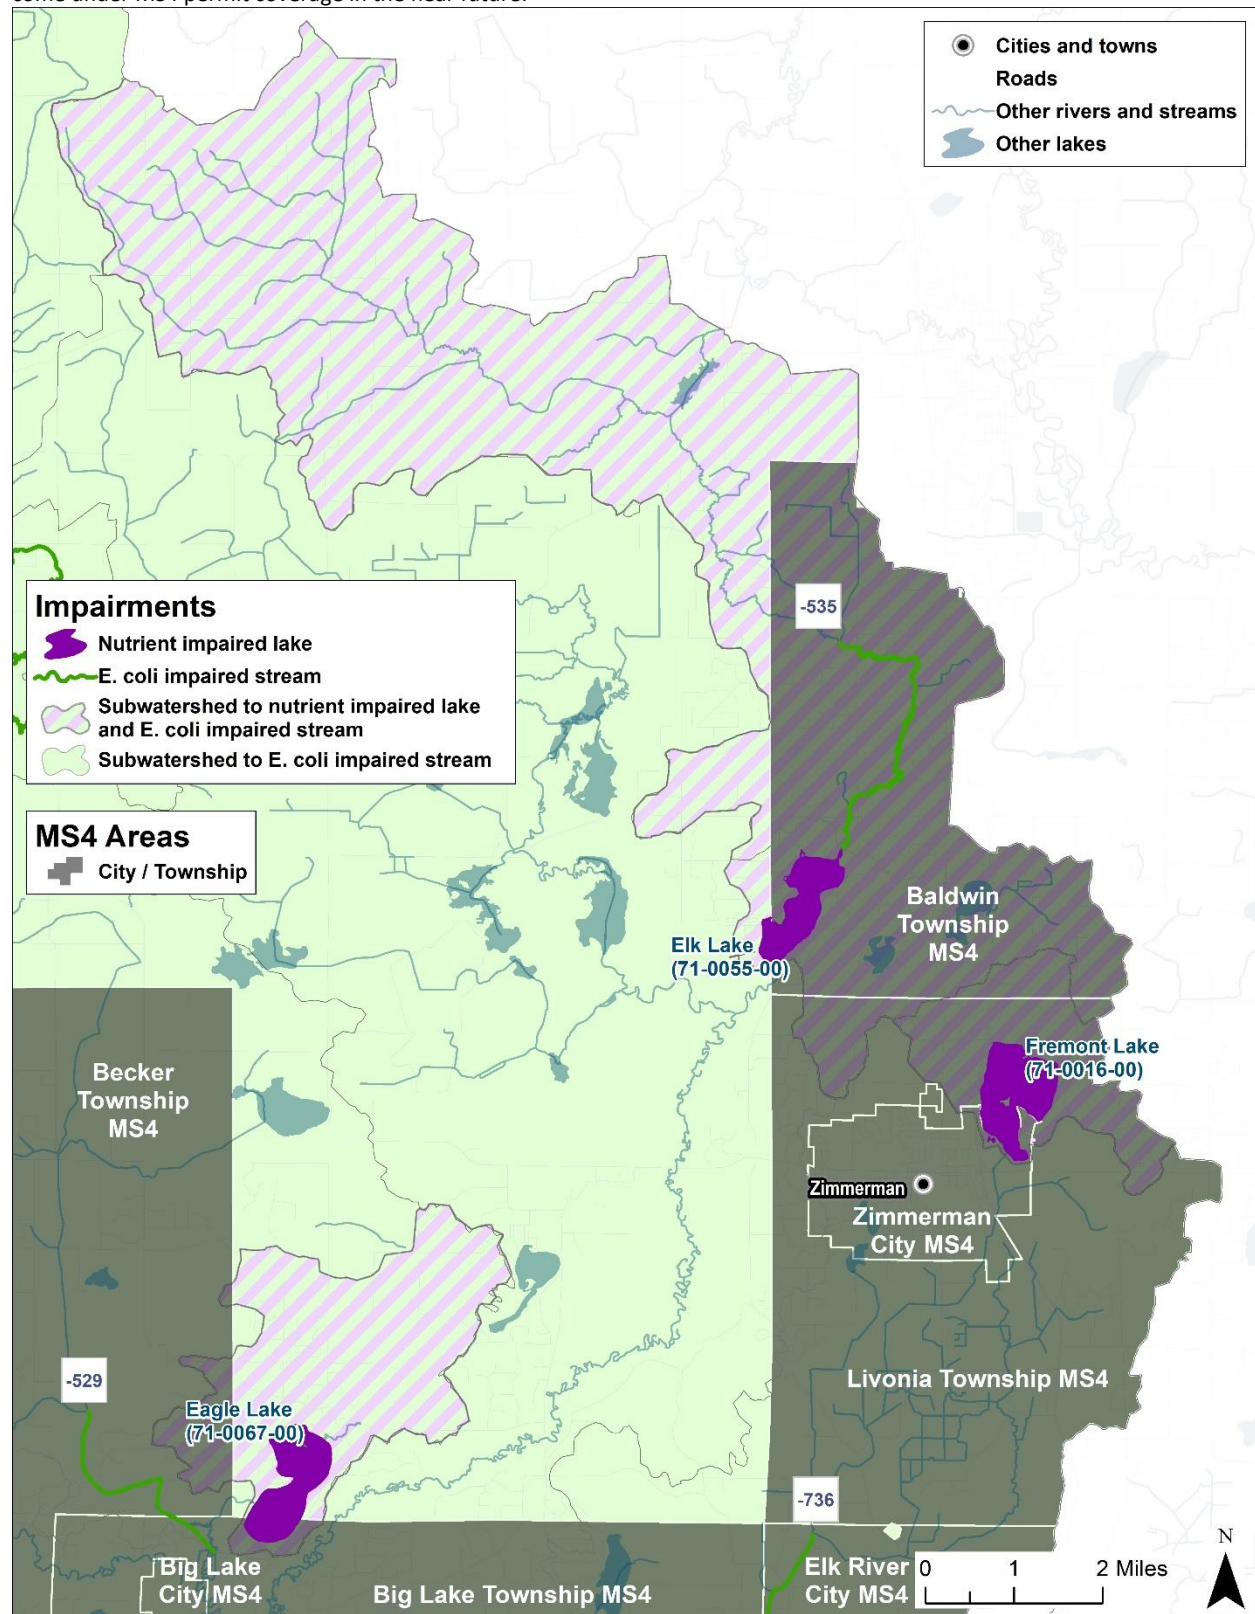 come under MS4 permit coverage in the near future.
Cities and towns
Roads
Other rivers and streams
Other lakes
Impairments
Nutrient impaired lake
E. coli impaired stream
Subwatershed to nutrient impaired lake
and E. coli impaired stream
Subwatershed to E. coli impaired stream
MS4 Areas
City / Township
-535
Baldwin
Township
MS4
Elk Lake
(71-0055-00)
Fremont Lake
(71-0016-00)
Becker
Township
MS4
Zimmerman
Zimmerman
City MS4
-529
Eagle Lake
(71-0067-00)
Livonia Township MS4
-736
Big Lake
City MS4
Big Lake Township MS4
Elk River
City MS4
0 1 2 Miles
N